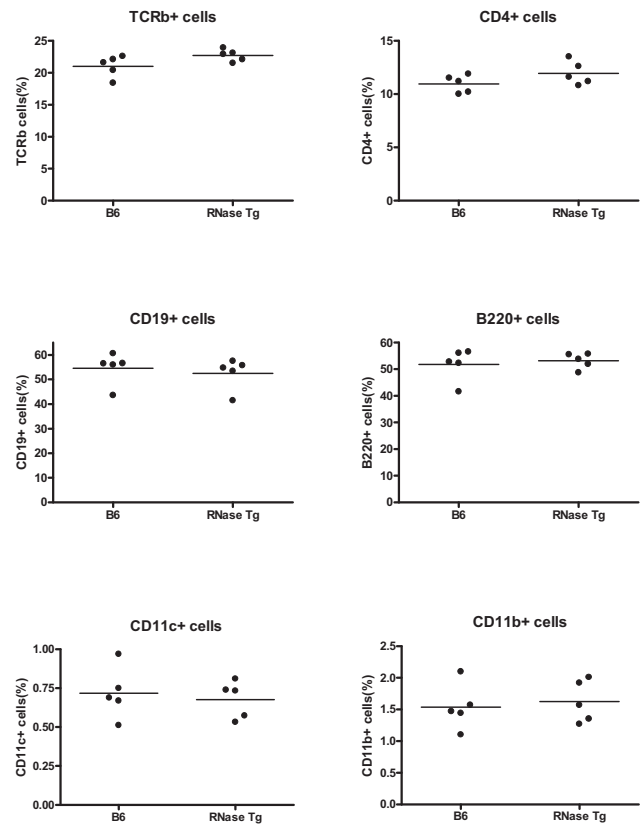 TCRb+ cells
TCRb cells(%)
25
20
15
10
5
0
B6
RNase Tg
CD4+ cells
CD4+ cells(%)
15
10
5
0
B6
RNase Tg
CD19+ cells
CD19+ cells(%)
60
50
40
30
20
10
0
B6
RNase Tg
B220+ cells
B220+ cells(%)
60
50
40
30
20
10
0
B6
RNase Tg
CD11c+ cells
CD11c+ cells(%)
1.00
0.75
0.50
0.25
0.00
B6
RNase Tg
CD11b+ cells
CD11b+ cells(%)
2.5
2.0
1.5
1.0
0.5
0.0
B6
RNase Tg